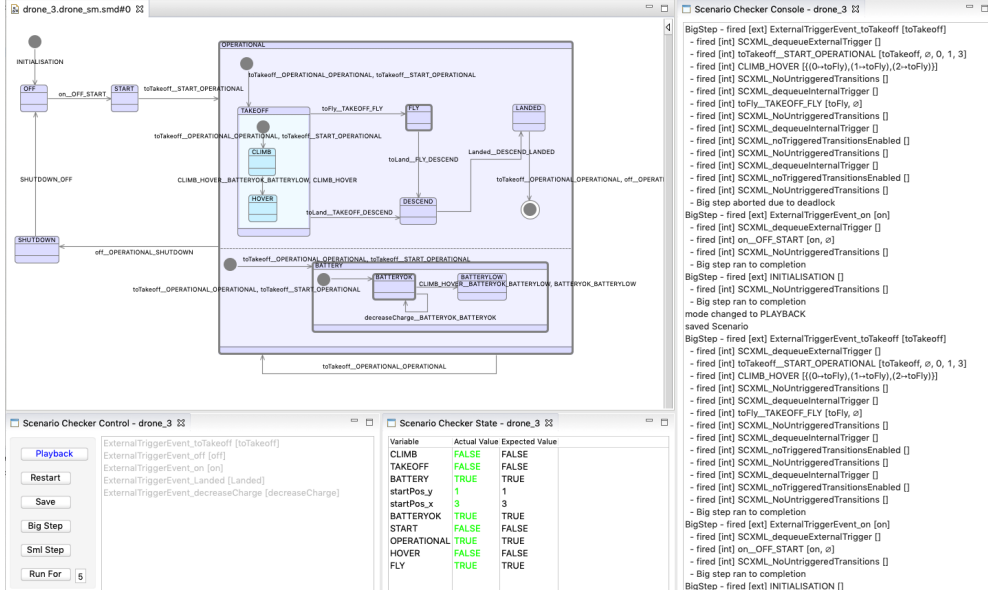 drone_3.drone_sm.smd#0
INITIALISATION
OFF
on__OFF_START
START
toTakeoff__START_OPERATIONAL
OPERATIONAL
toTakeoff__OPERATIONAL_OPERATIONAL, toTakeoff__START_OPERATIONAL
TAKEOFF
toFly__TAKEOFF_FLY
FLY
LANDED
toTakeoff__OPERATIONAL_OPERATIONAL, toTakeoff__START_OPERATIONAL
CLIMB
toLand__FLY_DESCEND
Landed__DESCEND_LANDED
SHUTDOWN_OFF
CLIMB_HOVER__BATTERYOK_BATTERYLOW, CLIMB_HOVER
toTakeoff__OPERATIONAL_OPERATIONAL, off__OPERATI
HOVER
DESCEND
toLand__TAKEOFF_DESCEND
SHUTDOWN
off__OPERATIONAL_SHUTDOWN
toTakeoff__OPERATIONAL_OPERATIONAL, toTakeoff__START_OPERATIONAL
BATTERY
BATTERYOK
BATTERYLOW
toTakeoff__OPERATIONAL_OPERATIONAL, toTakeoff__START_OPERATIONAL
CLIMB_HOVER__BATTERYOK_BATTERYLOW, BATTERYOK_BATTERYLOW
decreaseCharge__BATTERYOK_BATTERYOK
toTakeoff__OPERATIONAL_OPERATIONAL
Scenario Checker Control - drone_3
Playback
Restart
Save
Big Step
Sml Step
Run For 5
ExternalTriggerEvent_toTakeoff [toTakeoff]
ExternalTriggerEvent_off [off]
ExternalTriggerEvent_on [on]
ExternalTriggerEvent_Landed [Landed]
ExternalTriggerEvent_decreaseCharge [decreaseCharge]
Scenario Checker State - drone_3
Variable Actual Value Expected Value
CLIMB FALSE FALSE
TAKEOFF FALSE FALSE
BATTERY TRUE TRUE
startPos_y 1 1
startPos_x 3 3
BATTERYOK TRUE TRUE
START FALSE FALSE
OPERATIONAL TRUE TRUE
HOVER FALSE FALSE
FLY TRUE TRUE
Scenario Checker Console - drone_3
BigStep - fired [ext] ExternalTriggerEvent_toTakeoff [toTakeoff]
- fired [int] SCXML_dequeueExternalTrigger []
- fired [int] toTakeoff__START_OPERATIONAL [toTakeoff, ∅, 0, 1, 3]
- fired [int] CLIMB_HOVER [{(0↦toFly),(1↦toFly),(2↦toFly)}]
- fired [int] SCXML_NoUntriggeredTransitions []
- fired [int] SCXML_dequeueInternalTrigger []
- fired [int] toFly__TAKEOFF_FLY [toFly, ∅]
- fired [int] SCXML_NoUntriggeredTransitions []
- fired [int] SCXML_dequeueInternalTrigger []
- fired [int] SCXML_noTriggeredTransitionsEnabled []
- fired [int] SCXML_NoUntriggeredTransitions []
- fired [int] SCXML_dequeueInternalTrigger []
- fired [int] SCXML_noTriggeredTransitionsEnabled []
- fired [int] SCXML_NoUntriggeredTransitions []
- Big step aborted due to deadlock
BigStep - fired [ext] ExternalTriggerEvent_on [on]
- fired [int] SCXML_dequeueExternalTrigger []
- fired [int] on__OFF_START [on, ∅]
- fired [int] SCXML_NoUntriggeredTransitions []
- Big step ran to completion
BigStep - fired [ext] INITIALISATION []
- fired [int] SCXML_NoUntriggeredTransitions []
- Big step ran to completion
mode changed to PLAYBACK
saved Scenario
BigStep - fired [ext] ExternalTriggerEvent_toTakeoff [toTakeoff]
- fired [int] SCXML_dequeueExternalTrigger []
- fired [int] toTakeoff__START_OPERATIONAL [toTakeoff, ∅, 0, 1, 3]
- fired [int] CLIMB_HOVER [{(0↦toFly),(1↦toFly),(2↦toFly)}]
- fired [int] SCXML_NoUntriggeredTransitions []
- fired [int] SCXML_dequeueInternalTrigger []
- fired [int] toFly__TAKEOFF_FLY [toFly, ∅]
- fired [int] SCXML_NoUntriggeredTransitions []
- fired [int] SCXML_dequeueInternalTrigger []
- fired [int] SCXML_noTriggeredTransitionsEnabled []
- fired [int] SCXML_NoUntriggeredTransitions []
- fired [int] SCXML_dequeueInternalTrigger []
- fired [int] SCXML_noTriggeredTransitionsEnabled []
- fired [int] SCXML_NoUntriggeredTransitions []
- Big step ran to completion
BigStep - fired [ext] ExternalTriggerEvent_on [on]
- fired [int] SCXML_dequeueExternalTrigger []
- fired [int] on__OFF_START [on, ∅]
- fired [int] SCXML_NoUntriggeredTransitions []
- Big step ran to completion
BigStep - fired [ext] INITIALISATION []